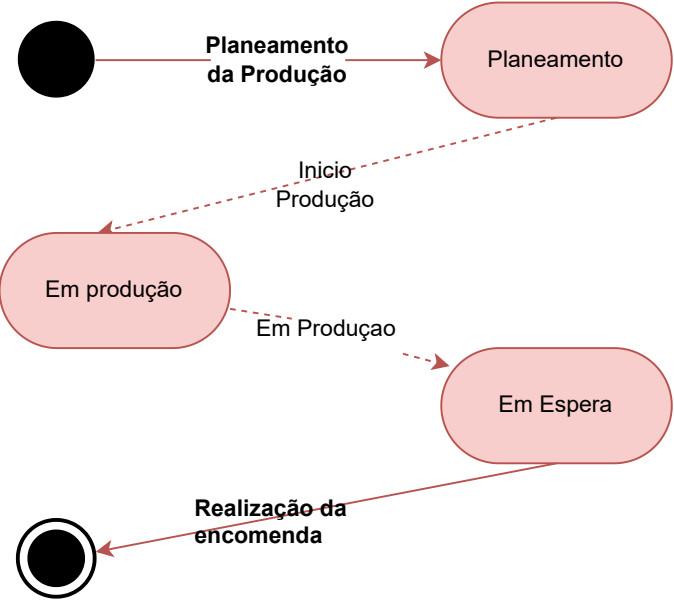 Planeamento
da Produção
Planeamento
Inicio
Produção
Em produção
Em Produçao
Em Espera
Realização da
encomenda